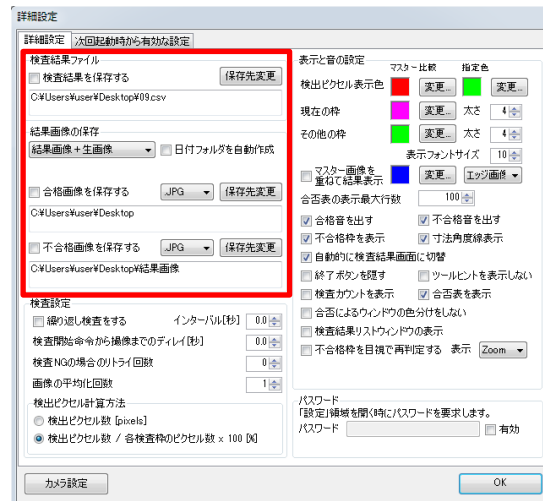 詳細設定
詳細設定 次回起動時から有効な設定
検査結果ファイル
検査結果を保存する 保存先変更
C:¥Users¥user¥Desktop¥09.csv
結果画像の保存
結果画像+生画像 日付フォルダを自動作成
合格画像を保存する JPG 保存先変更
C:¥Users¥user¥Desktop
不合格画像を保存する JPG 保存先変更
C:¥Users¥user¥Desktop¥結果画像
検査設定
繰り返し検査をする インターバル[秒] 0.0
検査開始命令から撮像までのディレイ[秒] 0.0
検査NGの場合のリトライ回数 0
画像の平均化回数 1
検出ピクセル計算方法
検出ピクセル数 [pixels]
検出ピクセル数 / 各検査枠のピクセル数 x 100 [%]
表示と音の設定
マスター比較 指定色
検出ピクセル表示色 変更... 変更...
現在の枠 変更... 太さ 4
その他の枠 変更... 太さ 4
表示フォントサイズ 10
マスター画像を
重ねて結果表示 変更... エッジ画像
合否表の表示最大行数 100
合格音を出す 不合格音を出す
不合格枠を表示 寸法角度線表示
自動的に検査結果画面に切替
終了ボタンを隠す ツールヒントを表示しない
検査カウントを表示 合否表を表示
合否によるウィンドウの色分けをしない
検査結果リストウィンドウの表示
不合格枠を目視で再判定する 表示 Zoom
パスワード
「設定」領域を開く時にパスワードを要求します。
パスワード 有効
カメラ設定 OK